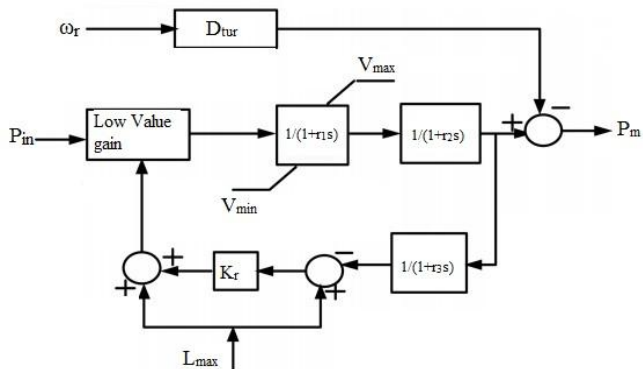 ωr
Dtur
Vmax
Low Value
gain
Pin
1/(1+r1s)
1/(1+r2s)
+
−
Pm
Vmin
+
+
Kr
−
+
1/(1+r3s)
Lmax